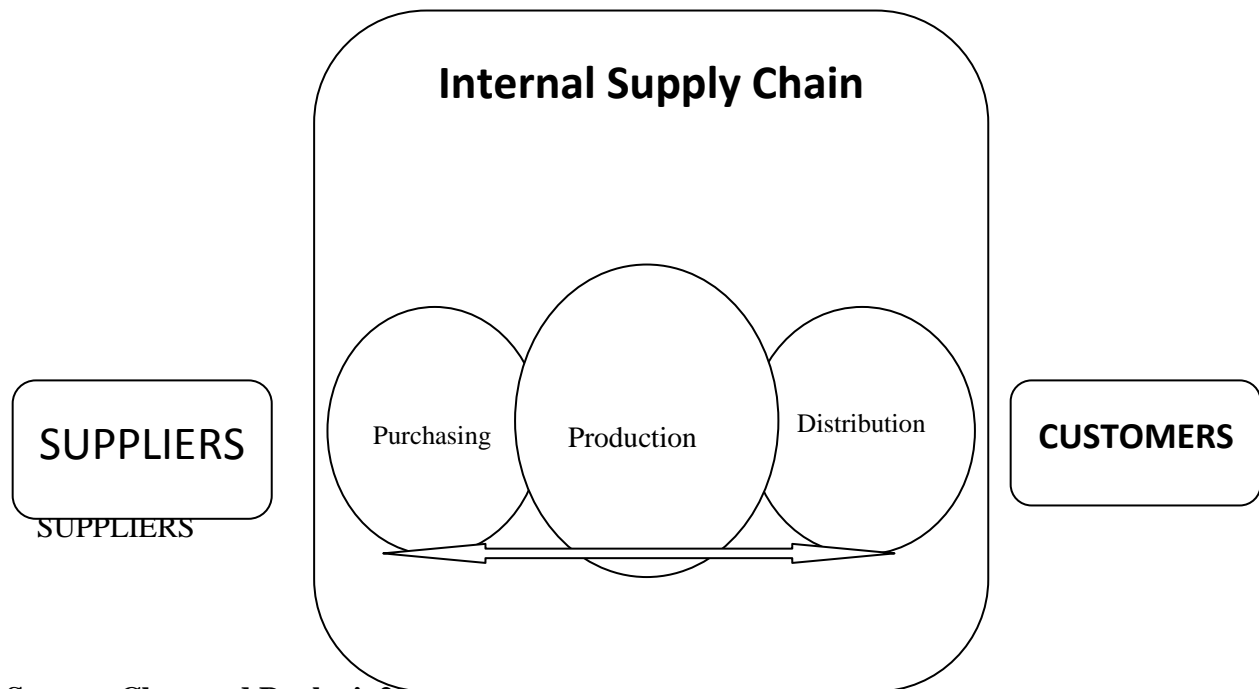 Internal Supply Chain
SUPPLIERS
Purchasing
Production
Distribution
CUSTOMERS
SUPPLIERS